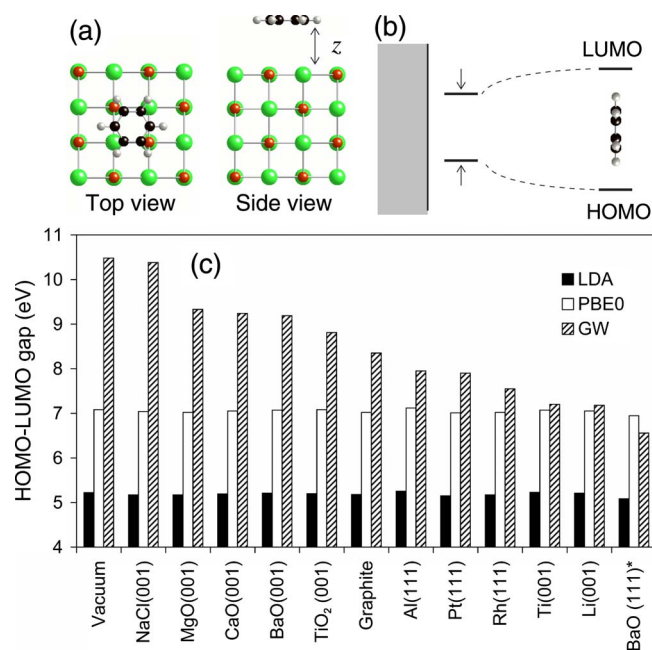 (a)
z
Top view
Side view
(b)
LUMO
HOMO
(c)
HOMO-LUMO gap (eV)
11
10
9
8
7
6
5
4
LDA
PBE0
GW
Vacuum
NaCl(001)
MgO(001)
CaO(001)
BaO(001)
TiO₂ (001)
Graphite
Al(111)
Pt(111)
Rh(111)
Ti(001)
Li(001)
BaO (111)*